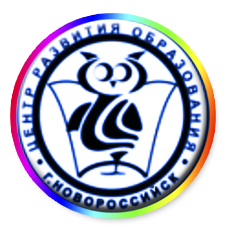 ЦЕНТР РАЗВИТИЯ ОБРАЗОВАНИЯ
Г.НОВОРОССИЙСК